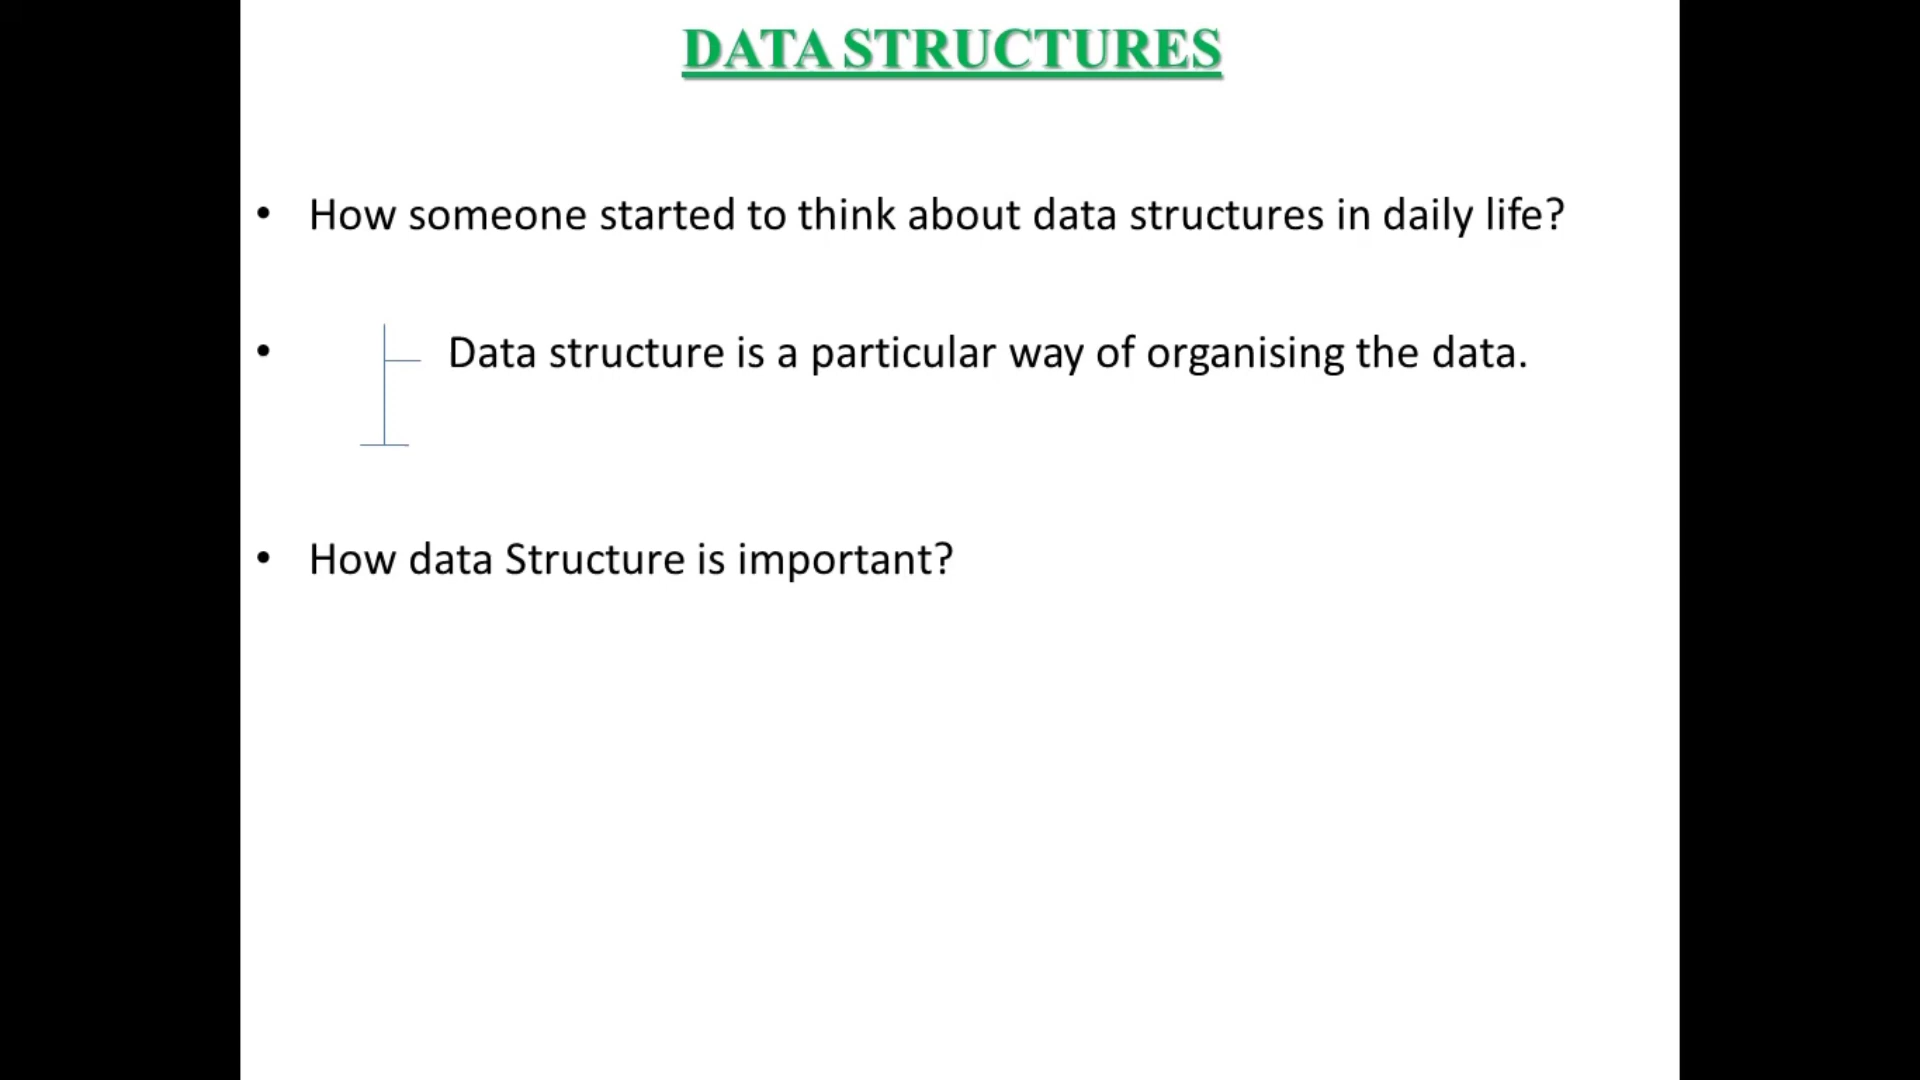 DATA STRUCTURES
• How someone started to think about data structures in daily life?
• Data structure is a particular way of organising the data.
• How data Structure is important?